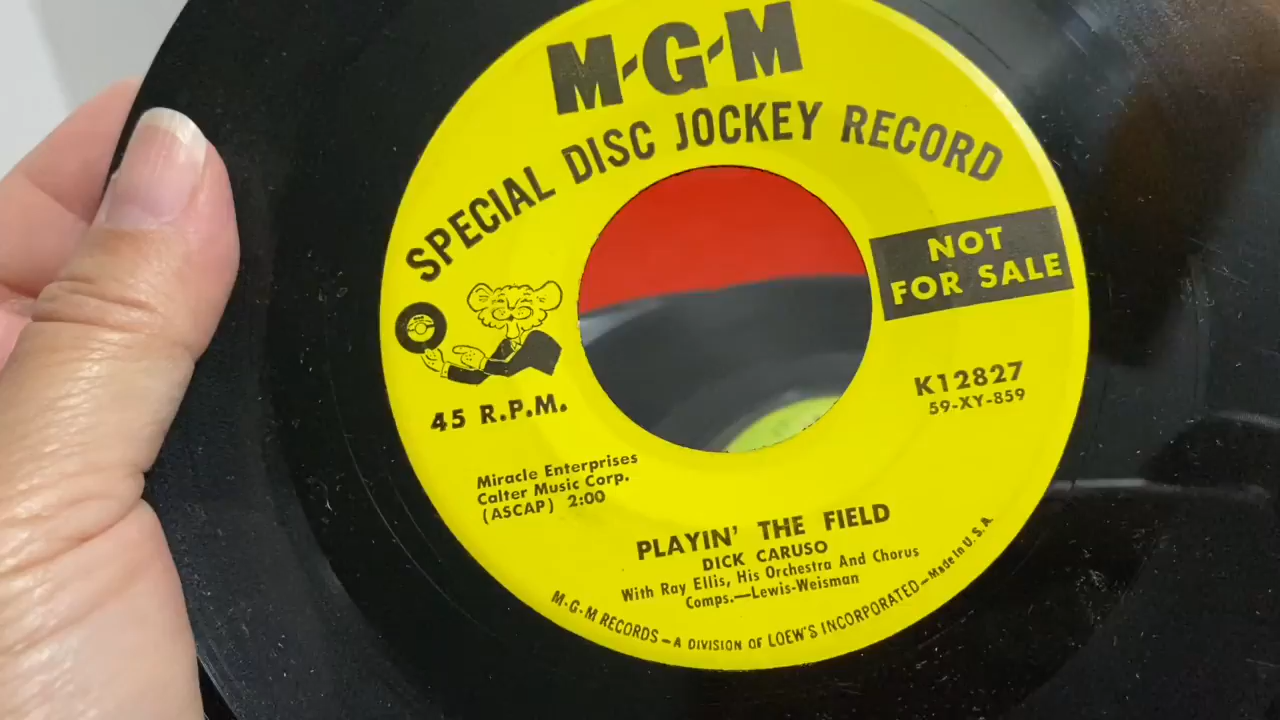 M-G-M
SPECIAL DISC JOCKEY RECORD
NOT
FOR SALE
45 R.P.M.
K12827
59-XY-859
Miracle Enterprises
Calter Music Corp.
(ASCAP) 2:00
PLAYIN' THE FIELD
DICK CARUSO
With Ray Ellis, His Orchestra And Chorus
Comps.—Lewis-Weisman
M-G-M RECORDS — A DIVISION OF LOEW'S INCORPORATED — Made in U. S. A.